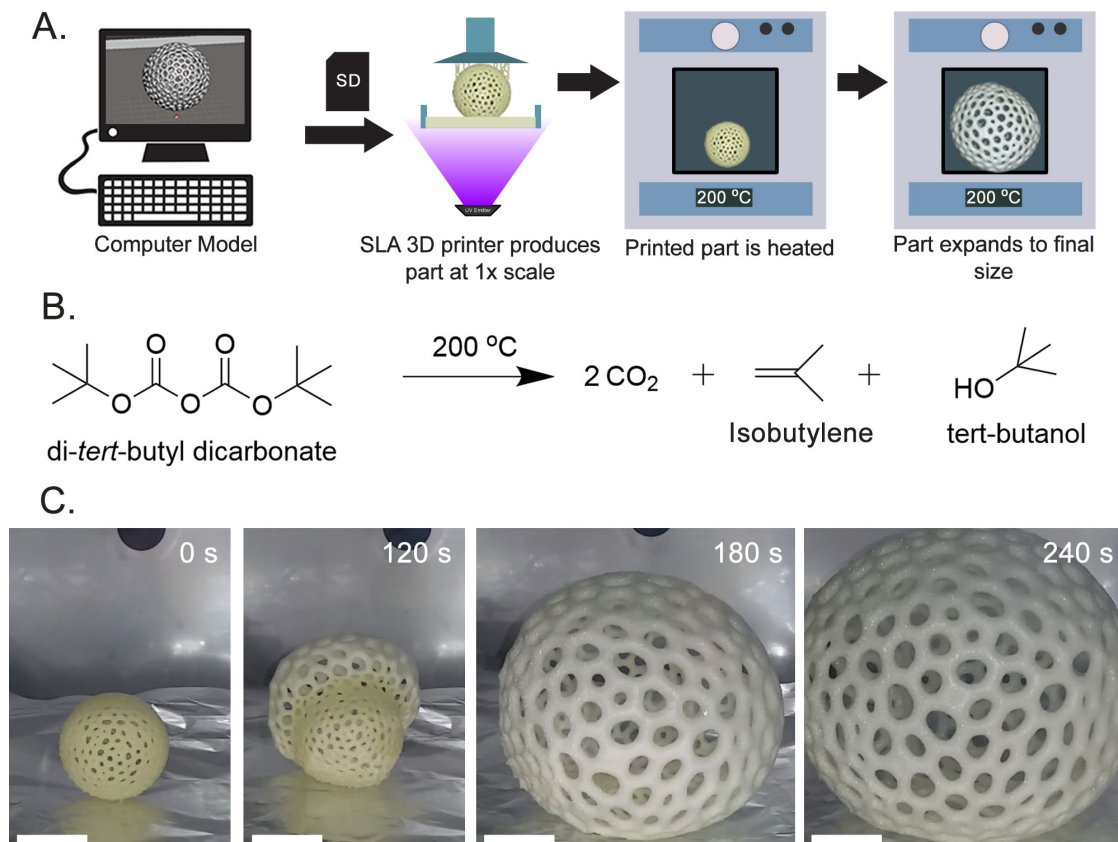 A.
SD
UV Emitter
200 °C
200 °C
Computer Model
SLA 3D printer produces
part at 1x scale
Printed part is heated
Part expands to final
size
B.
O
O
O
O
O
di-tert-butyl dicarbonate
200 °C
2 CO₂
+
Isobutylene
+
HO
tert-butanol
C.
0 s
120 s
180 s
240 s